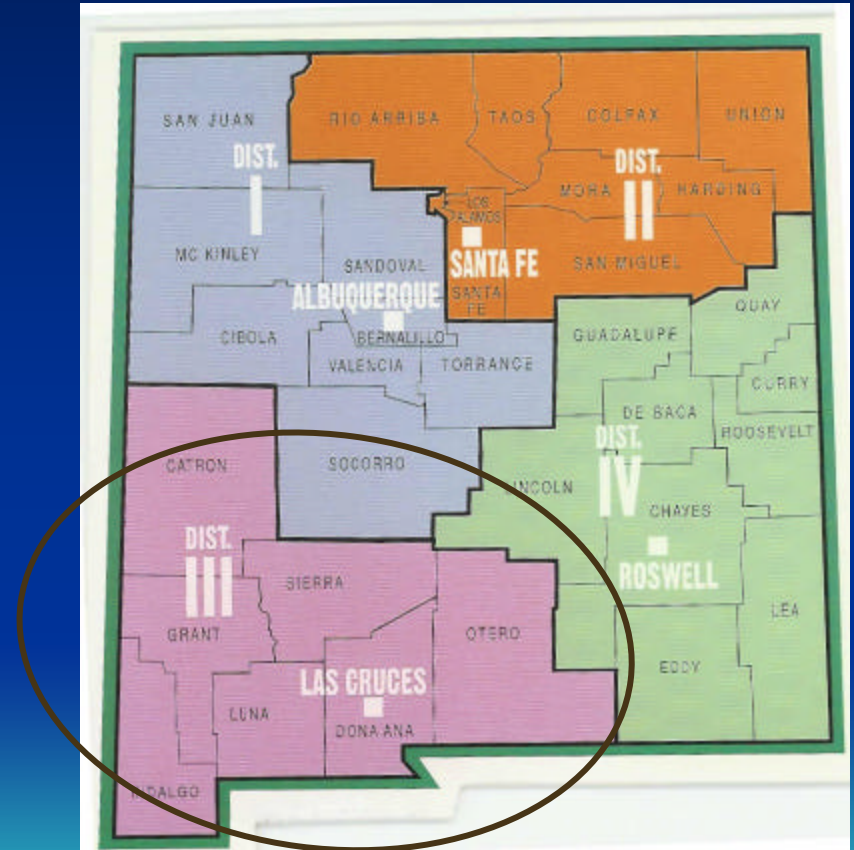 SAN JUAN
RIO ARRIBA
TAOS
COLFAX
UNION
DIST.
I
DIST.
II
MORA
HARDING
LOS
ALAMOS
MC KINLEY
SANDOVAL
SANTA FE
SAN MIGUEL
ALBUQUERQUE
SANTA
FE
QUAY
CIBOLA
BERNALILLO
VALENCIA
TORRANCE
GUADALUPE
CURRY
DE BACA
ROOSEVELT
DIST.
IV
CATRON
SOCORRO
LINCOLN
CHAVES
DIST.
III
SIERRA
ROSWELL
GRANT
OTERO
LEA
EDDY
LAS CRUCES
LUNA
DONA ANA
HIDALGO